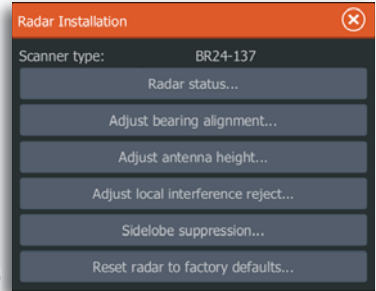 Radar Installation
Scanner type: BR24-137
Radar status...
Adjust bearing alignment...
Adjust antenna height...
Adjust local interference reject...
Sidelobe suppression...
Reset radar to factory defaults...